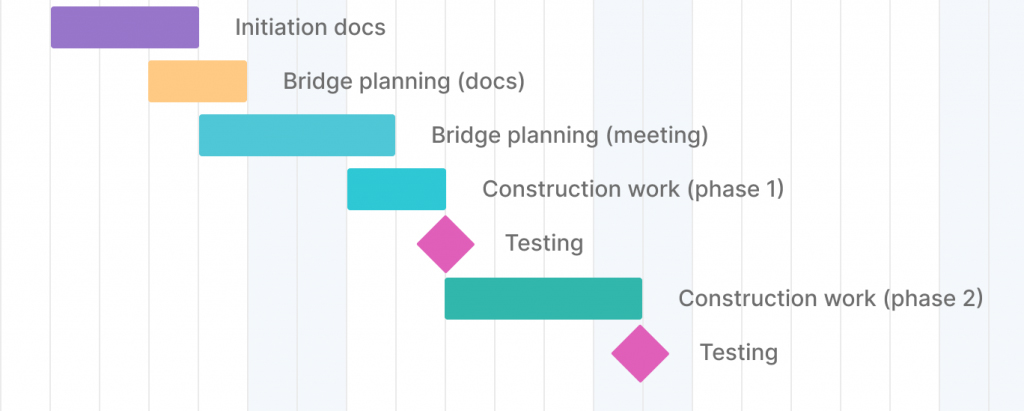 Initiation docs
Bridge planning (docs)
Bridge planning (meeting)
Construction work (phase 1)
Testing
Construction work (phase 2)
Testing